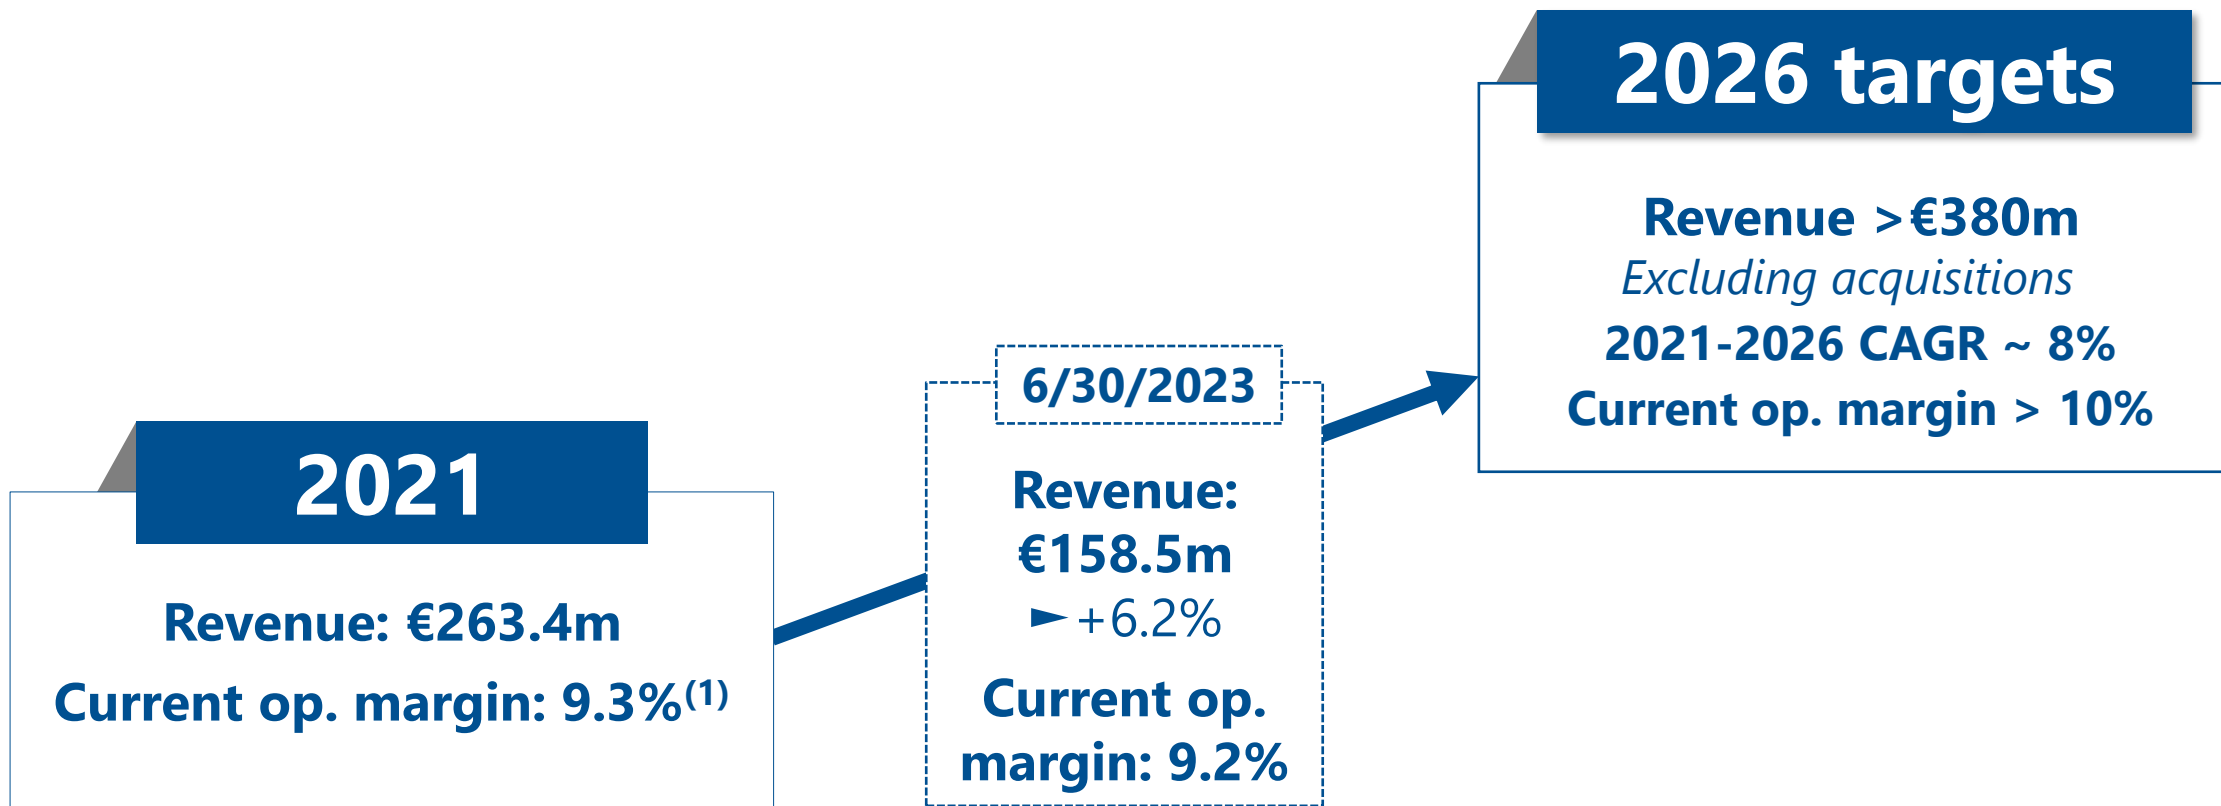 2021
Revenue: €263.4m
Current op. margin: 9.3%(1)
6/30/2023
Revenue:
€158.5m
►+6.2%
Current op.
margin: 9.2%
2026 targets
Revenue >€380m
Excluding acquisitions
2021-2026 CAGR ~ 8%
Current op. margin > 10%